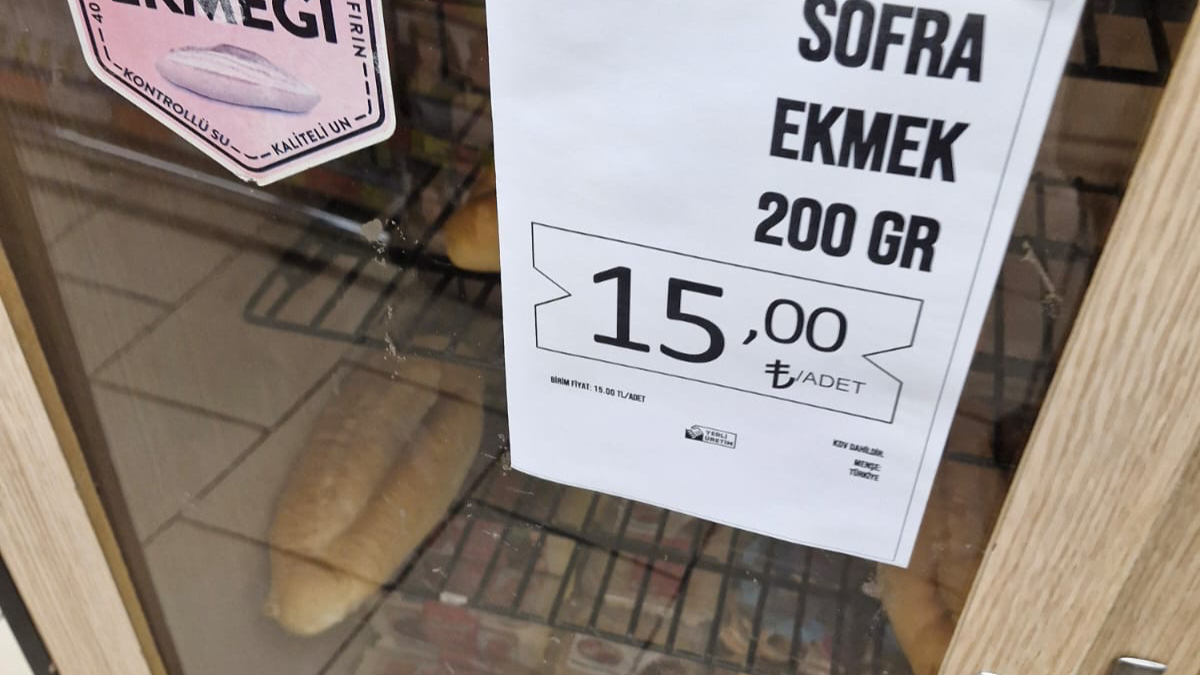 EKMEĞİ
40
FIRIN
KONTROLLÜ SU
KALİTELİ UN
SOFRA
EKMEK
200 GR
15,00
₺/ADET
BİRİM FİYAT: 15.00 TL/ADET
YERLİ
ÜRETİM
KDV DAHİLDİR.
MENŞE:
TÜRKİYE